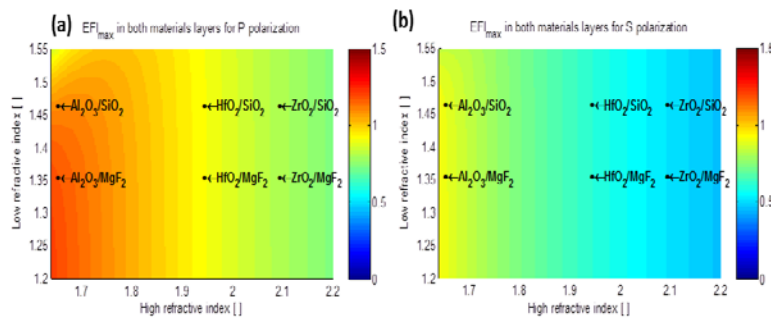 (a) EFI_max in both materials layers for P polarization
1.55
1.5
1.45
1.4
1.35
1.3
1.25
1.2
Low refractive index [ ]
Al2O3/SiO2
HfO2/SiO2
ZrO2/SiO2
Al2O3/MgF2
HfO2/MgF2
ZrO2/MgF2
1.7 1.8 1.9 2 2.1 2.2
High refractive index [ ]
1.5
1
0.5
0
(b) EFI_max in both materials layers for S polarization
1.55
1.5
1.45
1.4
1.35
1.3
1.25
1.2
Low refractive index [ ]
Al2O3/SiO2
HfO2/SiO2
ZrO2/SiO2
Al2O3/MgF2
HfO2/MgF2
ZrO2/MgF2
1.7 1.8 1.9 2 2.1 2.2
High refractive index [ ]
1.5
1
0.5
0